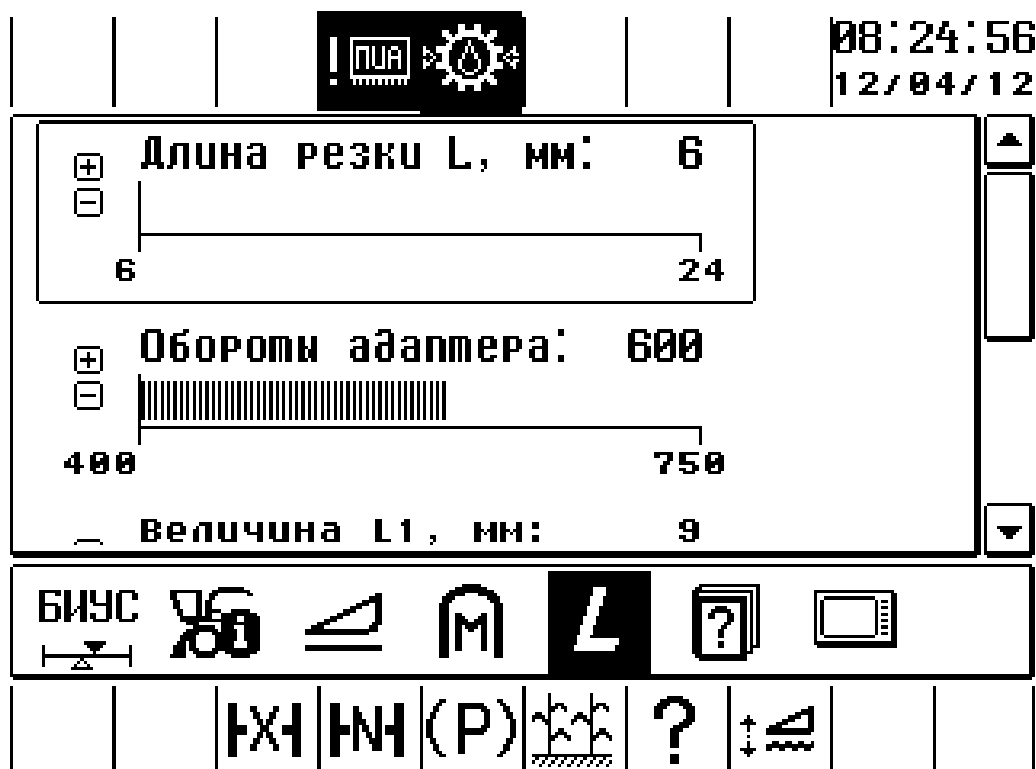 ! ПИА
08:24:56
12/04/12
Длина резки L, мм: 6
6 24
Обороты адаптера: 600
400 750
Величина L1, мм: 9
БИУС i M L ?
X N (P) ?